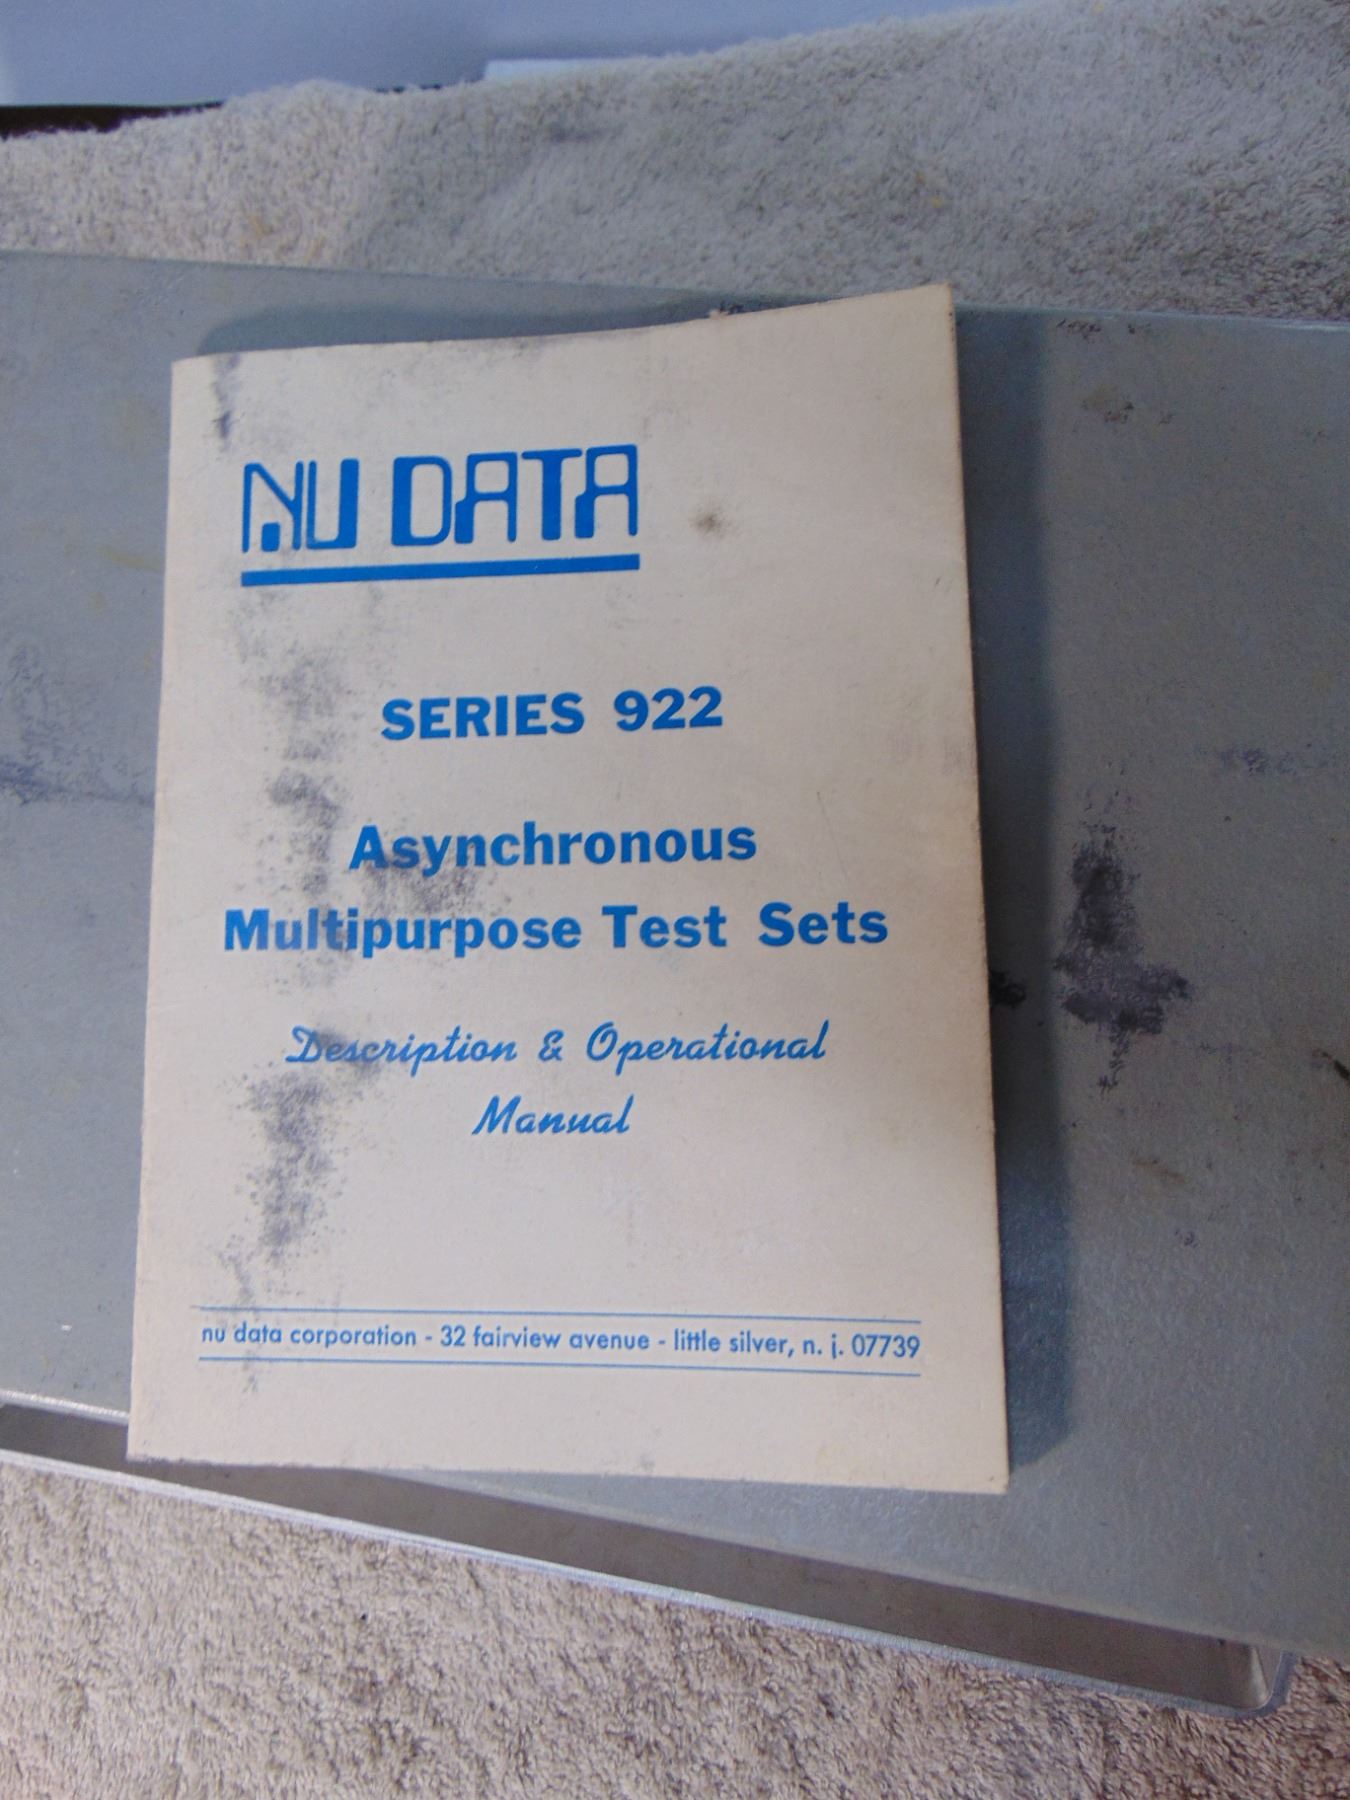 NU DATA
SERIES 922
Asynchronous
Multipurpose Test Sets
Description & Operational
Manual
nu data corporation - 32 fairview avenue - little silver, n. j. 07739